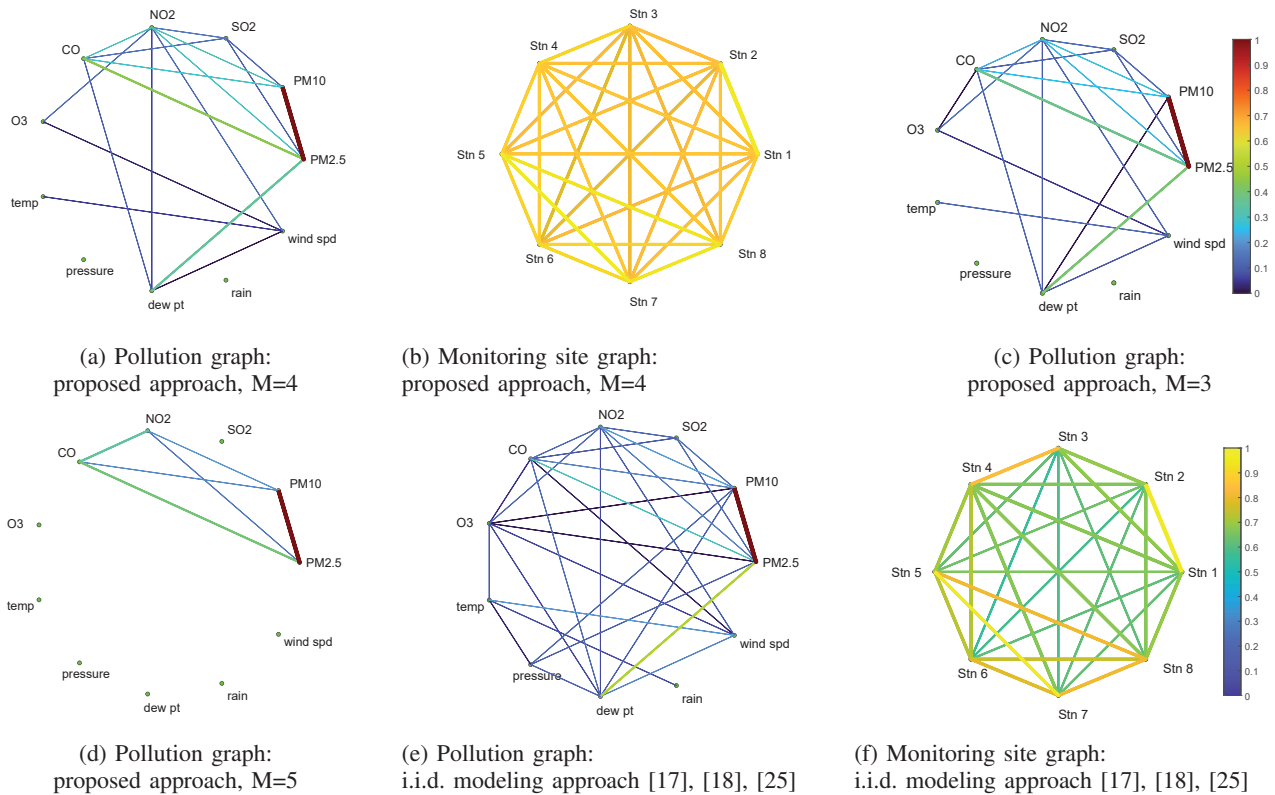 NO2
SO2
CO
PM10
O3
PM2.5
temp
wind spd
pressure
rain
dew pt
(a) Pollution graph:
proposed approach, M=4
Stn 3
Stn 4
Stn 2
Stn 5
Stn 1
Stn 6
Stn 8
Stn 7
(b) Monitoring site graph:
proposed approach, M=4
NO2
SO2
CO
PM10
O3
PM2.5
temp
wind spd
pressure
rain
dew pt
1
0.9
0.8
0.7
0.6
0.5
0.4
0.3
0.2
0.1
0
(c) Pollution graph:
proposed approach, M=3
NO2
SO2
CO
PM10
O3
PM2.5
temp
wind spd
pressure
rain
dew pt
(d) Pollution graph:
proposed approach, M=5
NO2
SO2
CO
PM10
O3
PM2.5
temp
wind spd
pressure
rain
dew pt
(e) Pollution graph:
i.i.d. modeling approach [17], [18], [25]
Stn 3
Stn 4
Stn 2
Stn 5
Stn 1
Stn 6
Stn 8
Stn 7
1
0.9
0.8
0.7
0.6
0.5
0.4
0.3
0.2
0.1
0
(f) Monitoring site graph:
i.i.d. modeling approach [17], [18], [25]